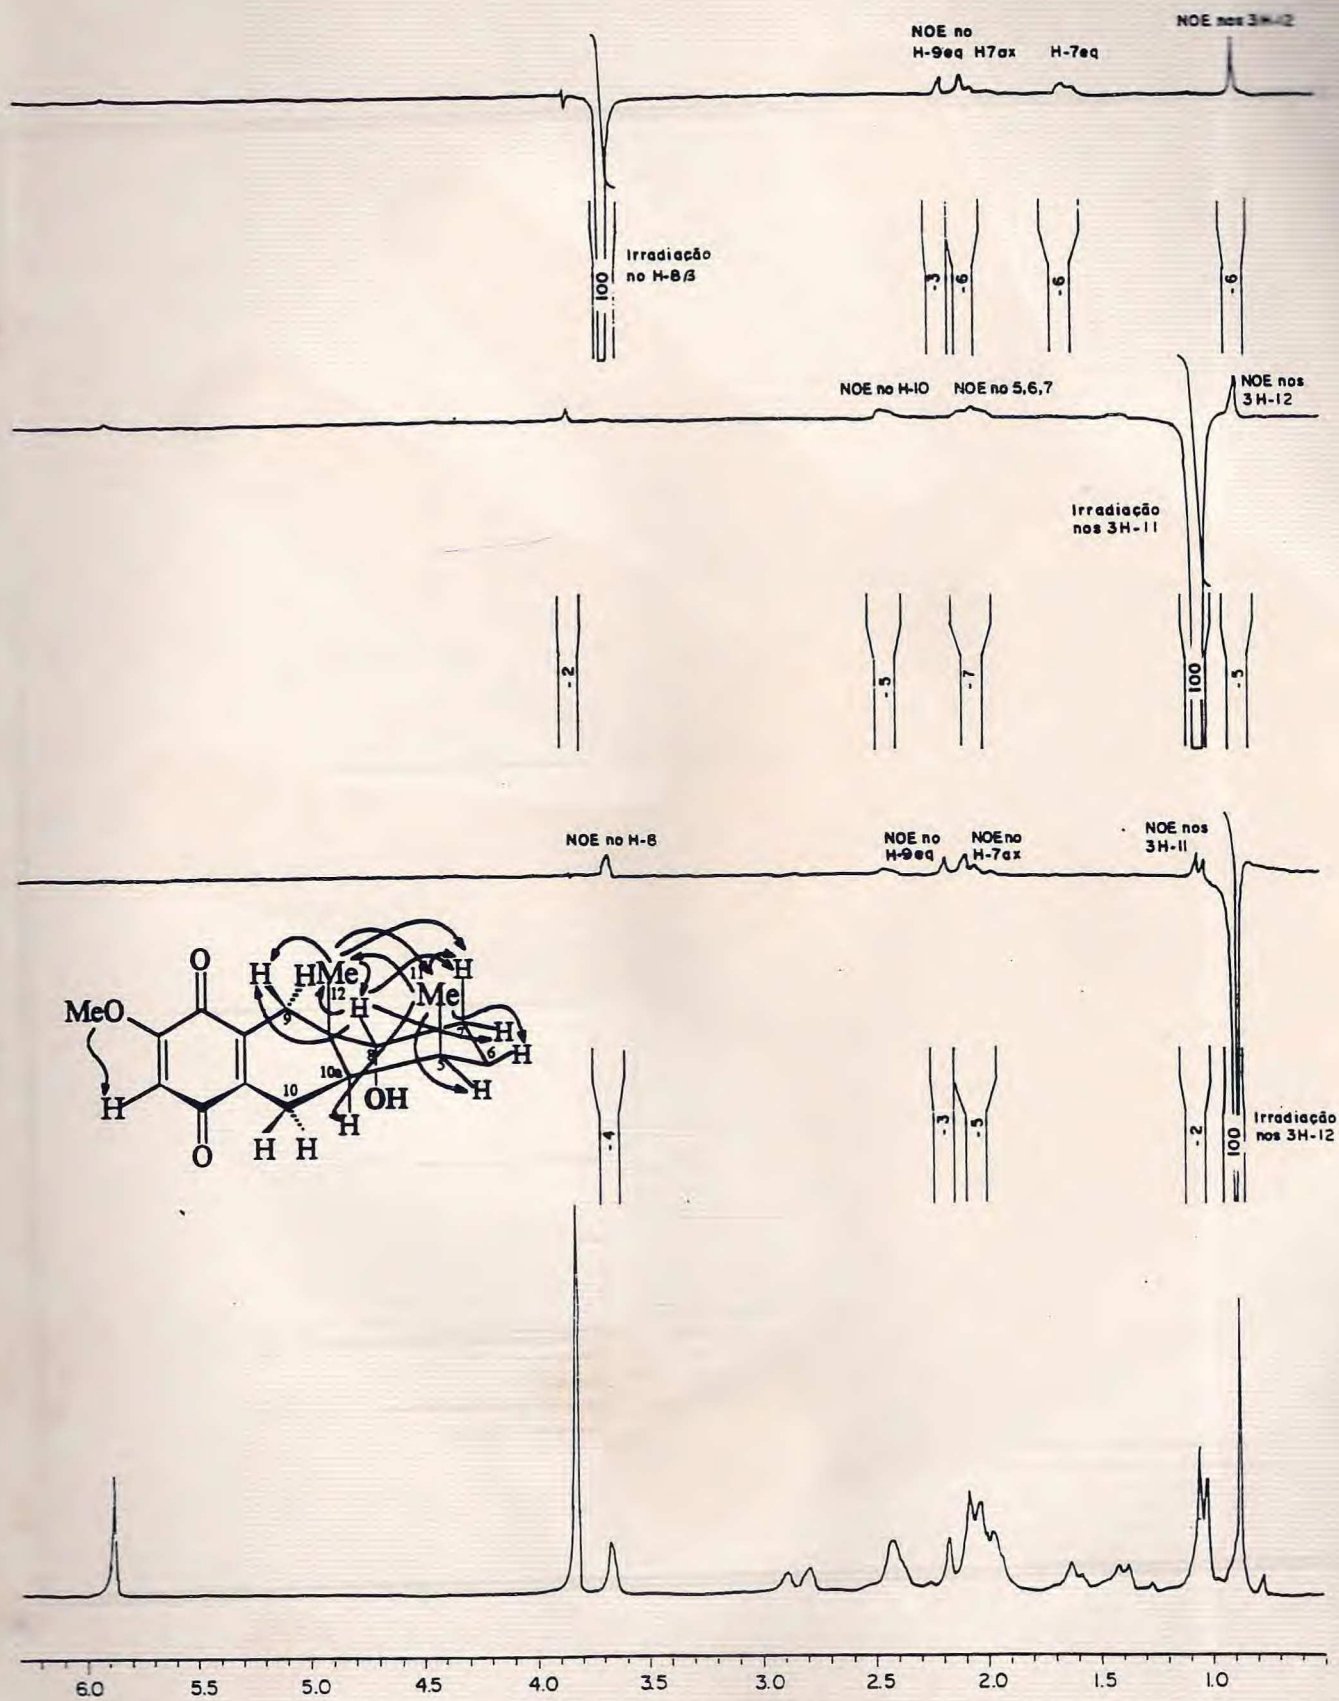 NOE nos 3H-12
NOE no
H-9eq H7ax H-7eq
Irradiação
no H-8β
100
-3
-6
-6
-6
NOE no H-10 NOE no 5,6,7
NOE nos
3H-12
Irradiação
nos 3H-11
-2
-5
-7
100
-5
NOE no H-8
NOE no
H-9eq
NOE no
H-7ax
NOE nos
3H-11
Irradiação
nos 3H-12
-4
-3
-5
-2
100
O
H
H
Me
12
H
11
Me
H
MeO
9
7
H
8
6
H
10a
5
H
10
OH
H
H
O
H
H
6.0 5.5 5.0 4.5 4.0 3.5 3.0 2.5 2.0 1.5 1.0